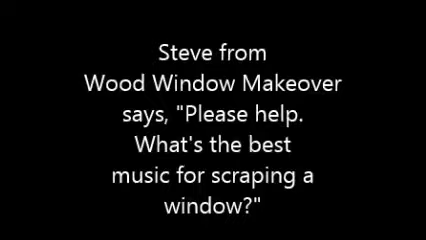 Steve from
Wood Window Makeover
says, "Please help.
What's the best
music for scraping a
window?"